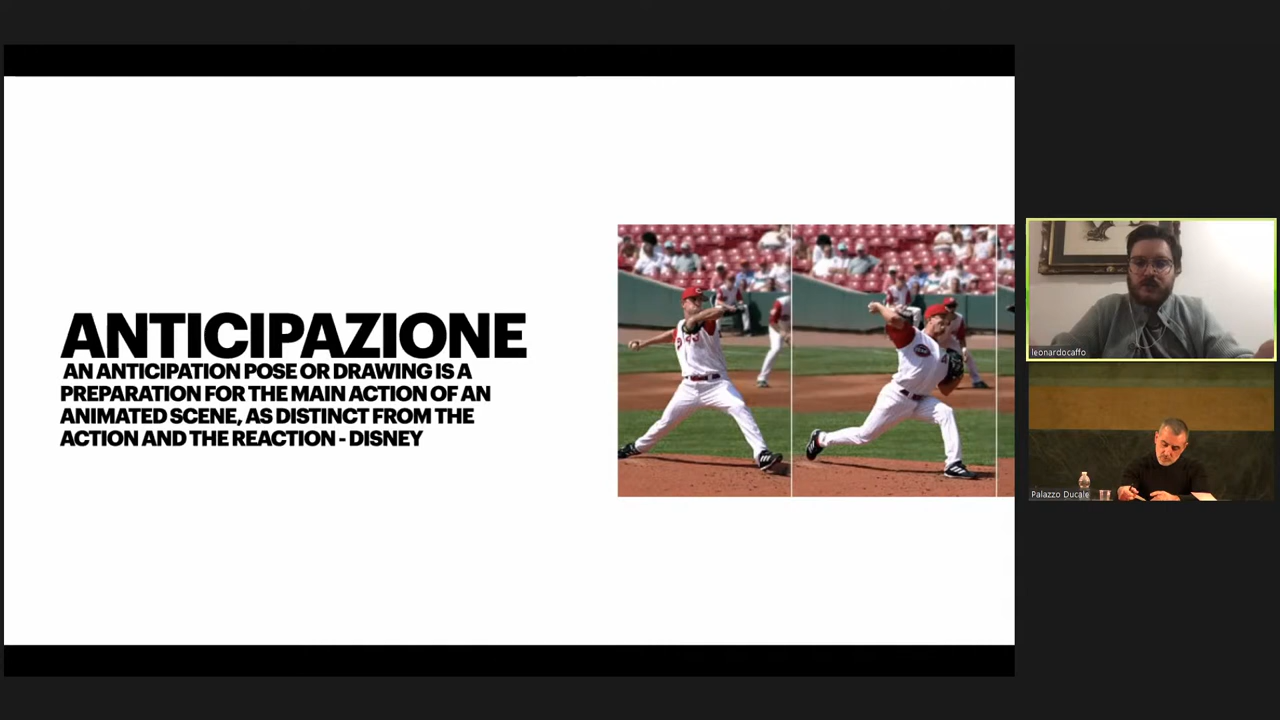 ANTICIPAZIONE
AN ANTICIPATION POSE OR DRAWING IS A
PREPARATION FOR THE MAIN ACTION OF AN
ANIMATED SCENE, AS DISTINCT FROM THE
ACTION AND THE REACTION - DISNEY
leonardocaffo
Palazzo Ducale